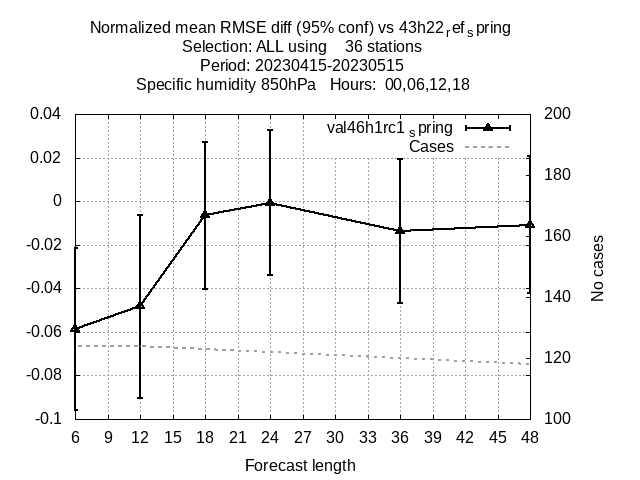 Normalized mean RMSE diff (95% conf) vs 43h22refspring
Selection: ALL using 36 stations
Period: 20230415-20230515
Specific humidity 850hPa Hours: 00,06,12,18
val46h1rc1spring
Cases
0.04
0.02
0
-0.02
-0.04
-0.06
-0.08
-0.1
200
180
160
140
120
100
No cases
6 9 12 15 18 21 24 27 30 33 36 39 42 45 48
Forecast length